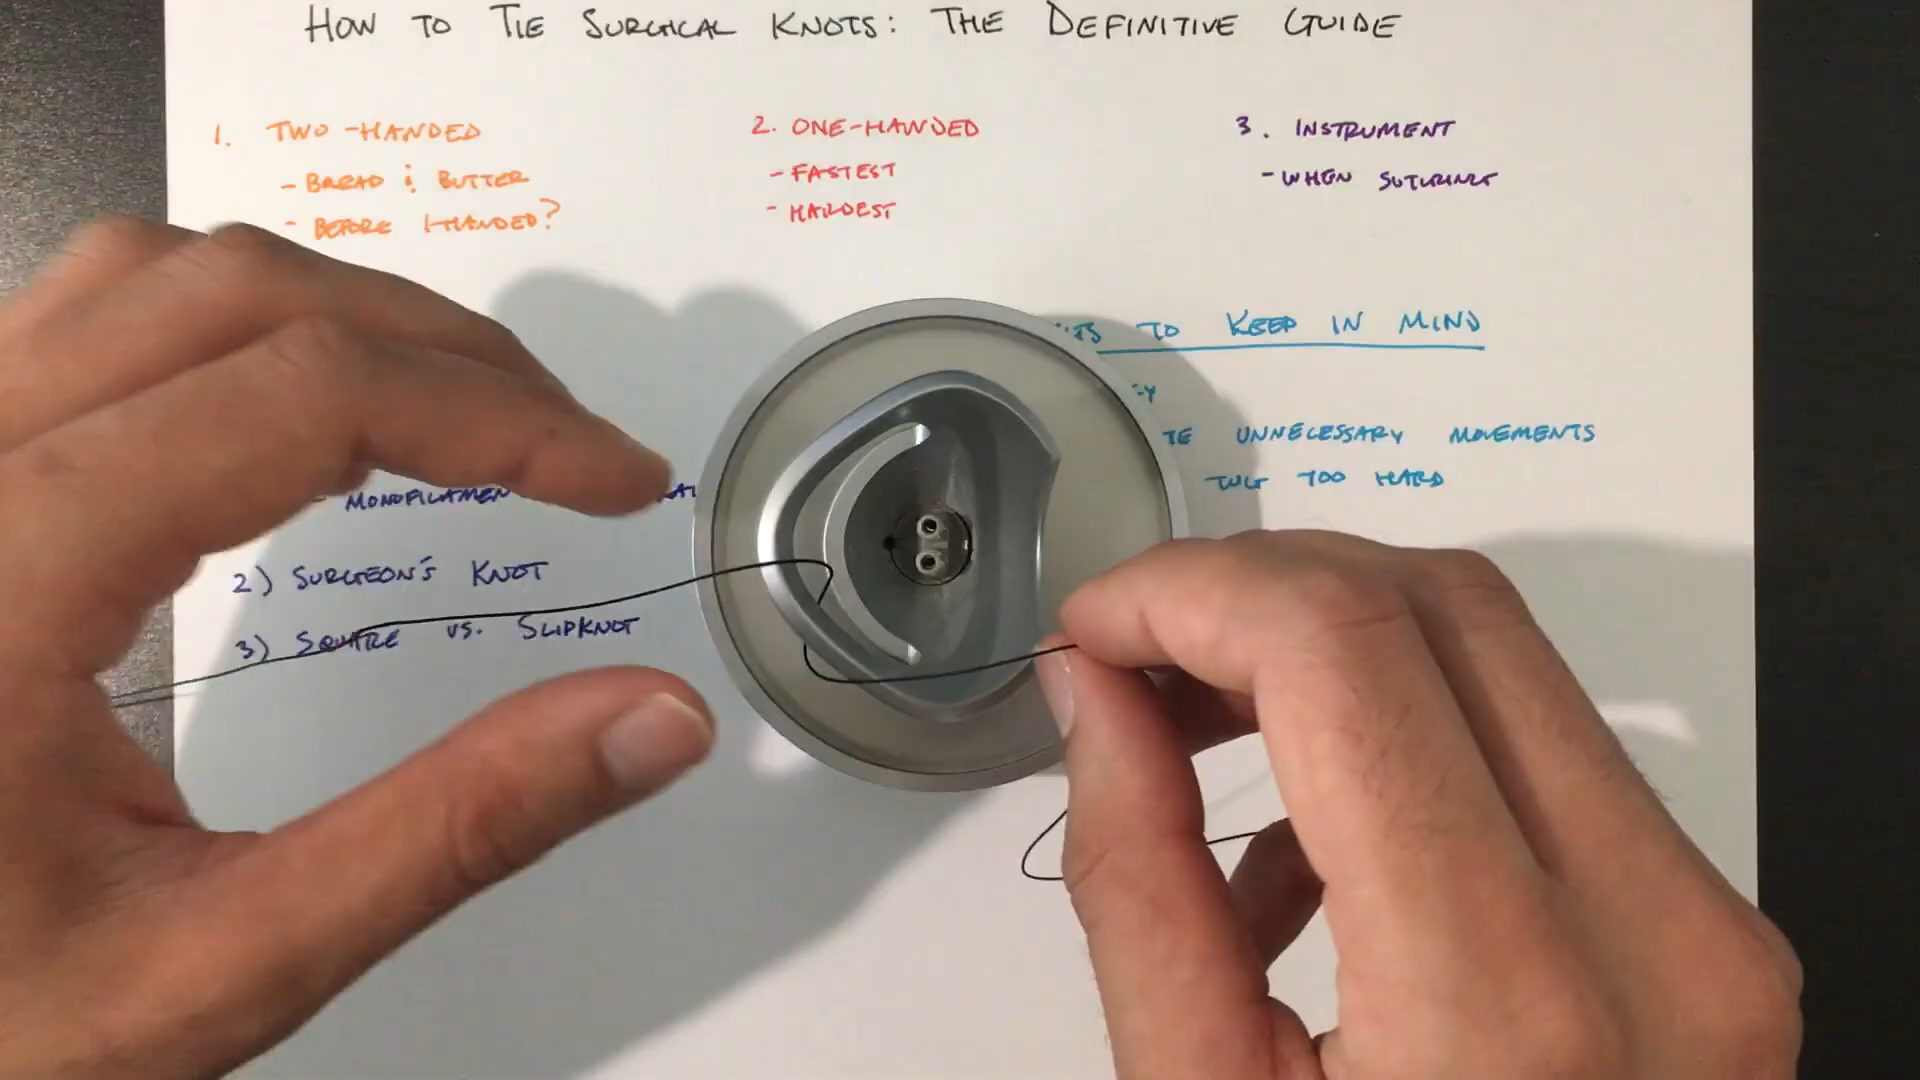 HOW TO TIE SURGICAL KNOTS: THE DEFINITIVE GUIDE
1. TWO-HANDED
- BREAD & BUTTER
- BEFORE 1-HANDED?
2. ONE-HANDED
- FASTEST
- HARDEST
3. INSTRUMENT
- WHEN SUTURING
TO KEEP IN MIND
UNNECESSARY MOVEMENTS
TOO HARD
2) SURGEON'S KNOT
3) SQUARE VS. SLIPKNOT